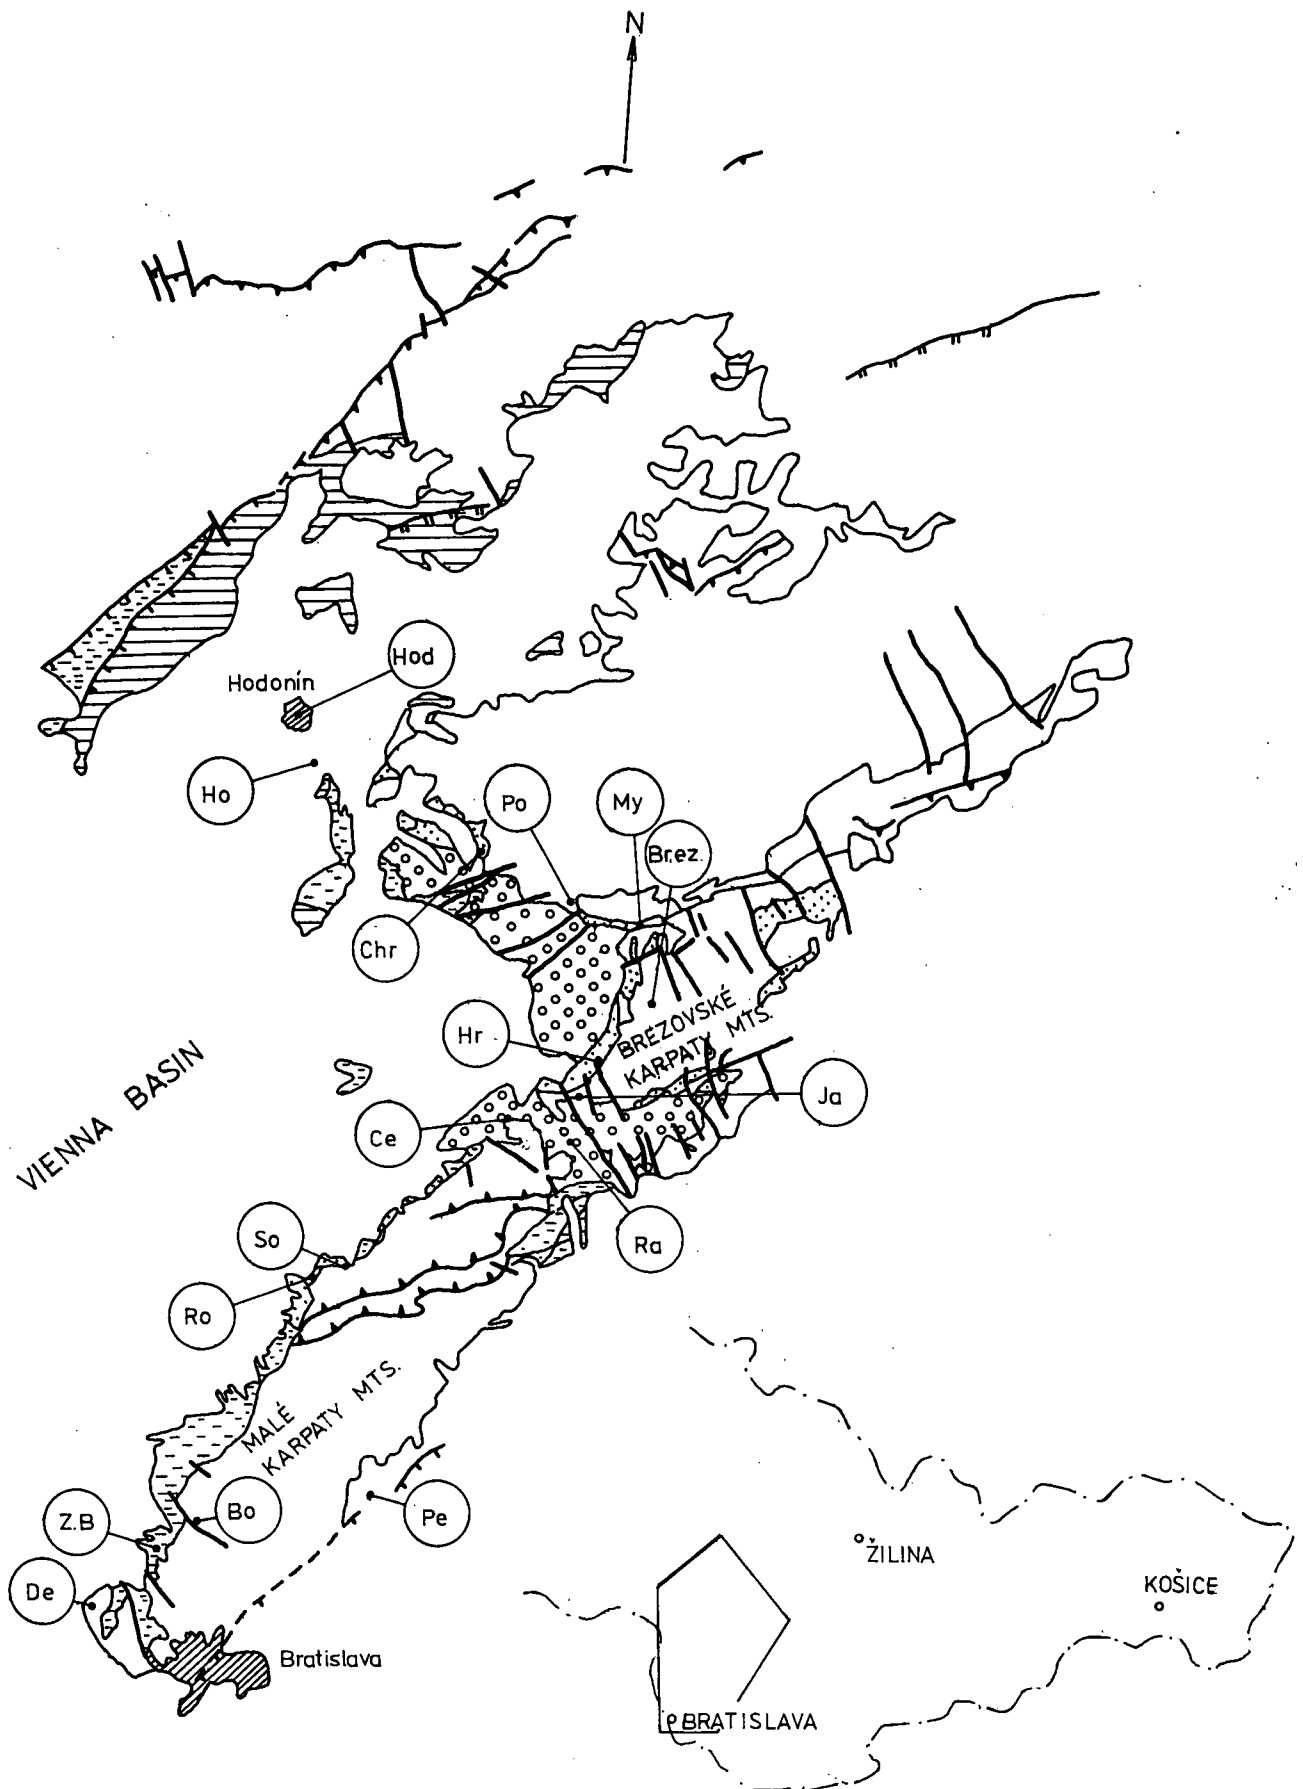 N
Hod
Hodonín
Ho
Po
My
Brez.
Chr
Hr
BREZOVSKÉ
KARPATY MTS.
Ja
Ce
VIENNA BASIN
So
Ra
Ro
MALÉ
KARPATY MTS.
Bo
Pe
Z.B
De
Bratislava
ŽILINA
KOŠICE
BRATISLAVA